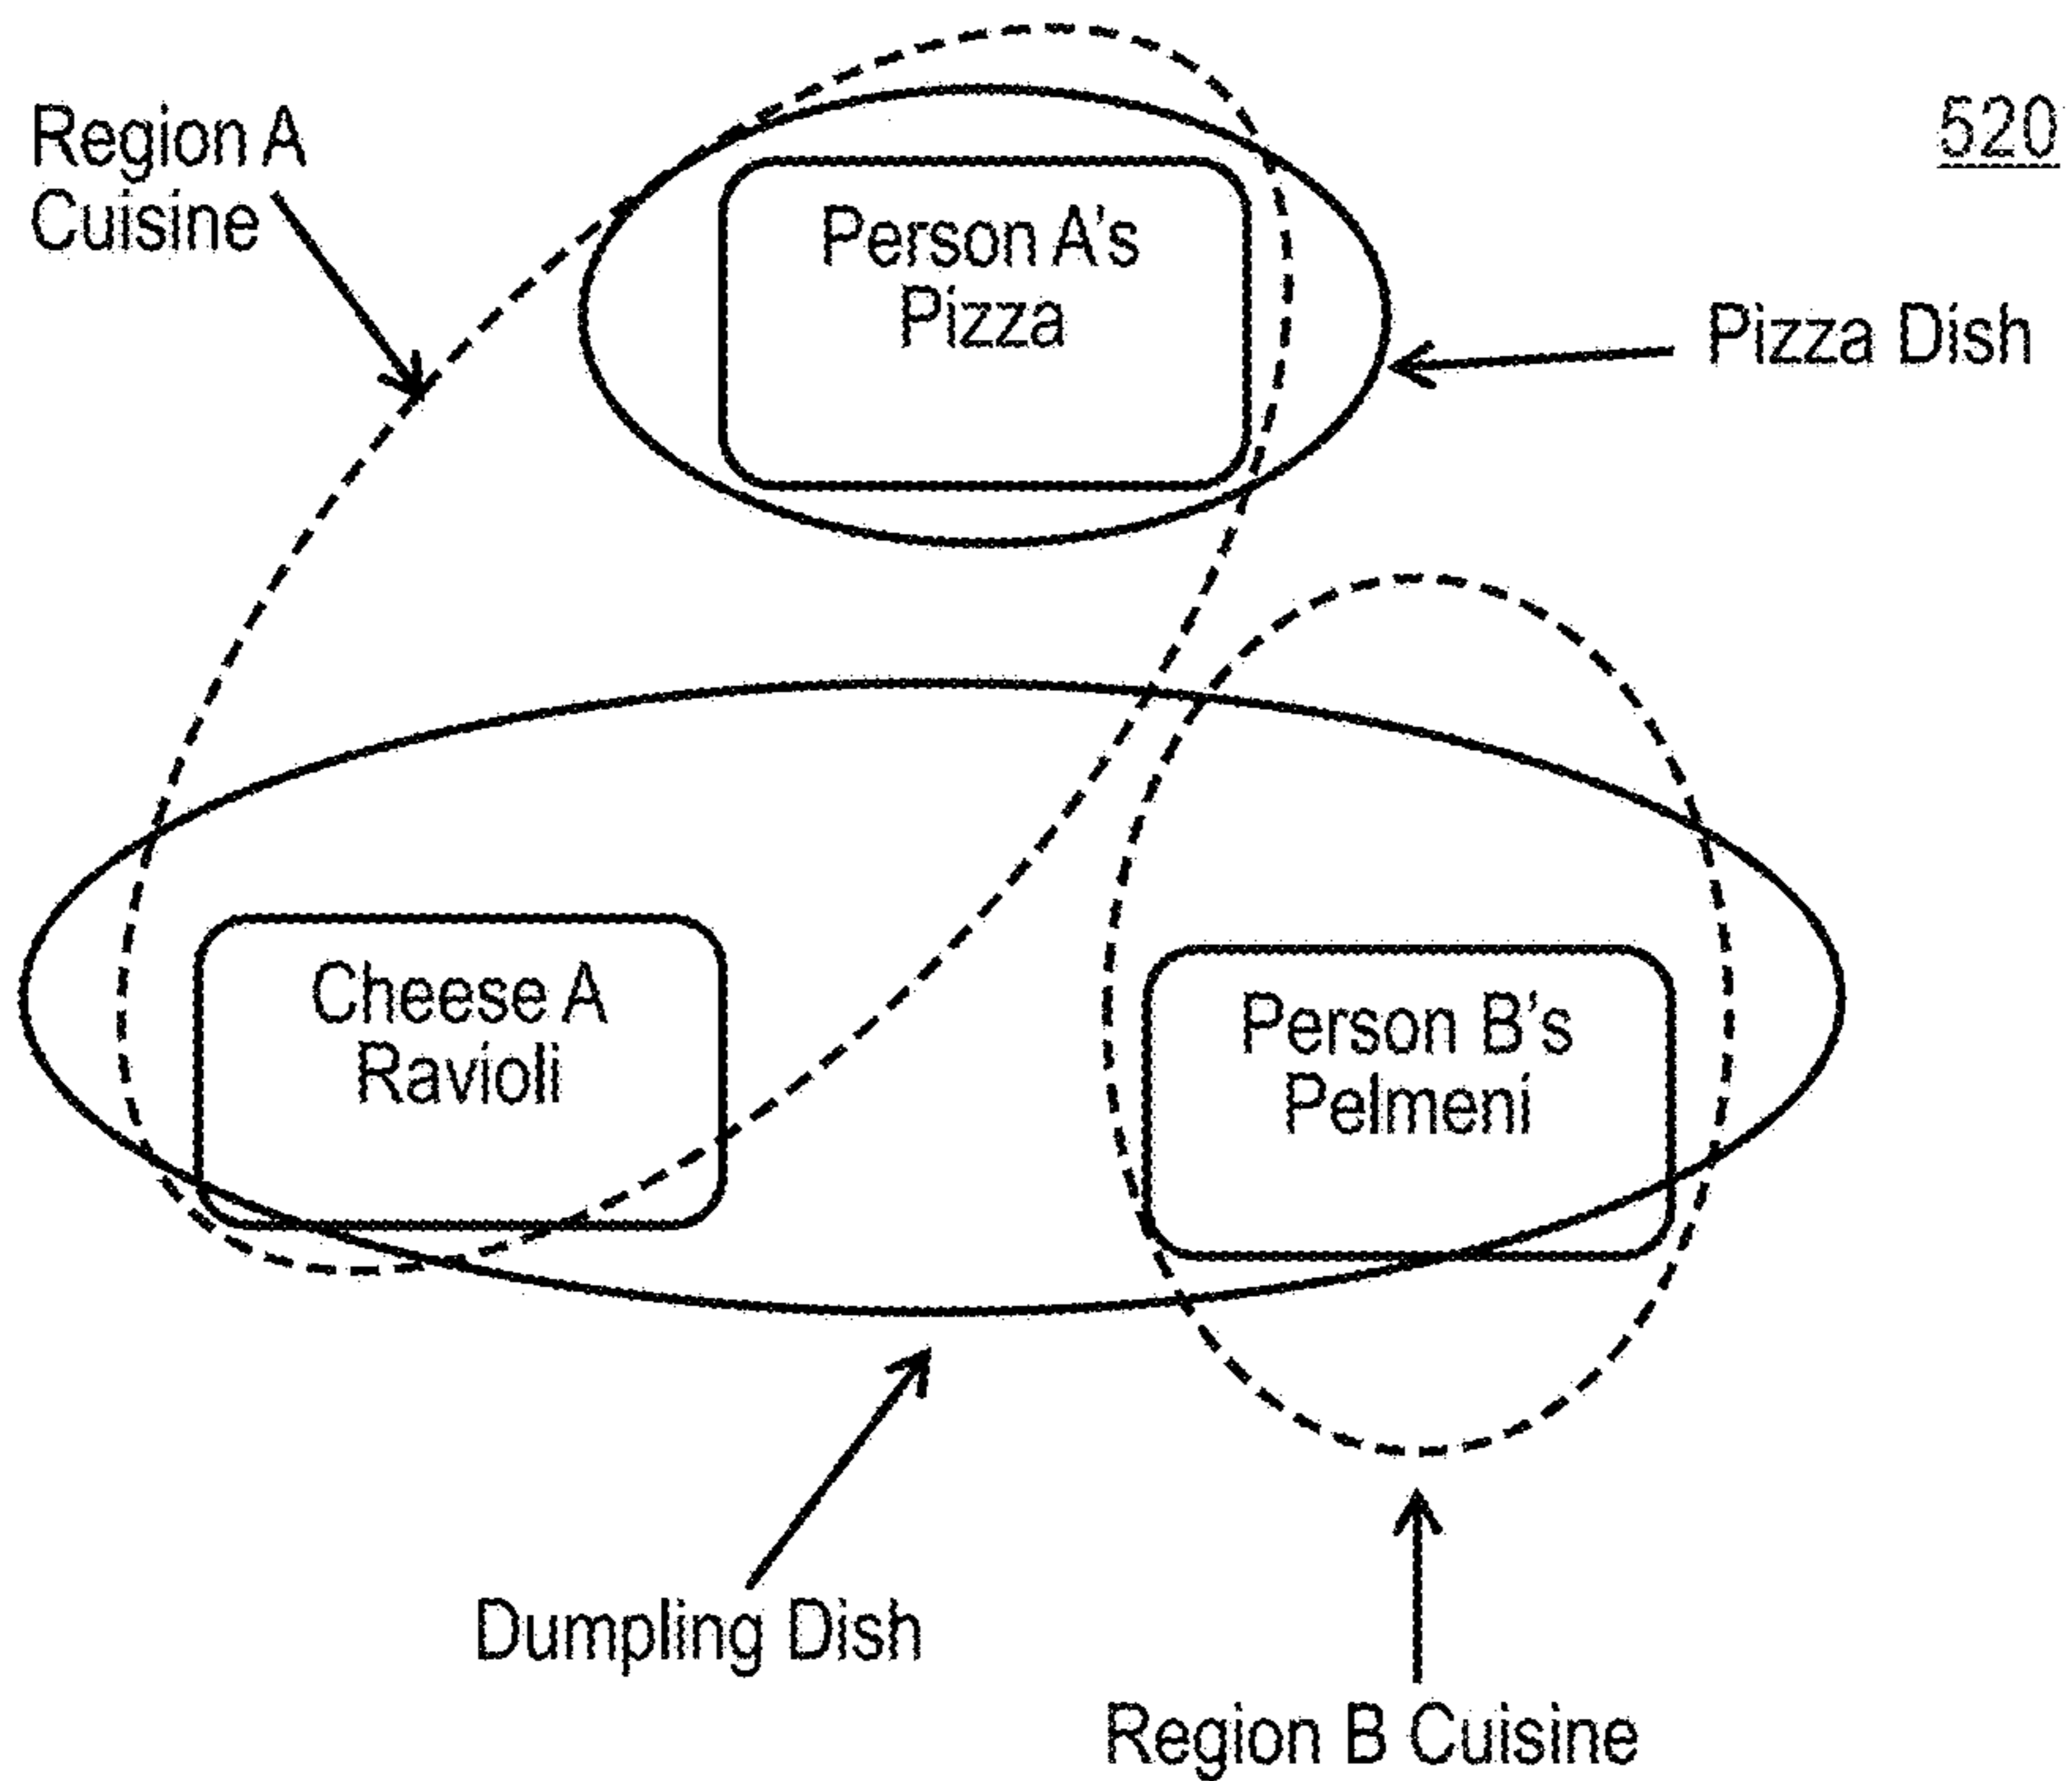 520
Region A
Cuisine
Person A's
Pizza
Pizza Dish
Cheese A
Ravioli
Person B's
Pelmeni
Dumpling Dish
Region B Cuisine